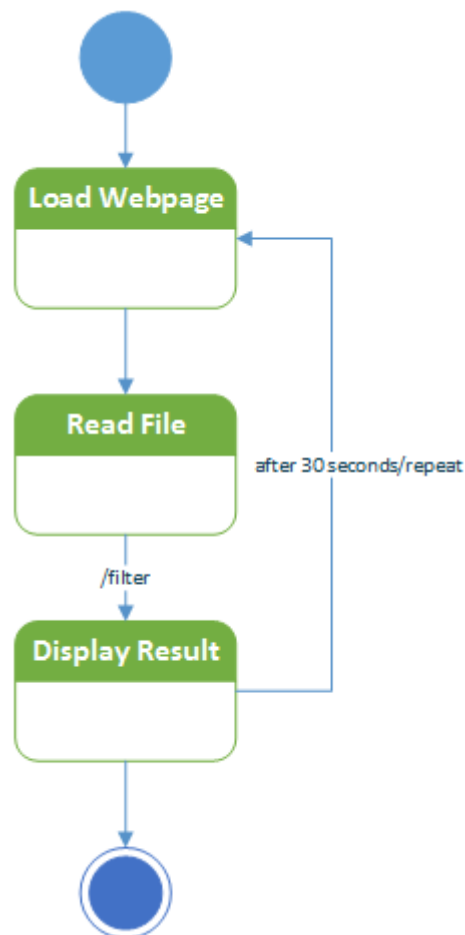 Load Webpage
Read File
after 30 seconds/repeat
/filter
Display Result